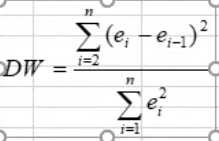 DW = \frac{\sum_{i=2}^{n} (e_i - e_{i-1})^2}{\sum_{i=1}^{n} e_i^2}